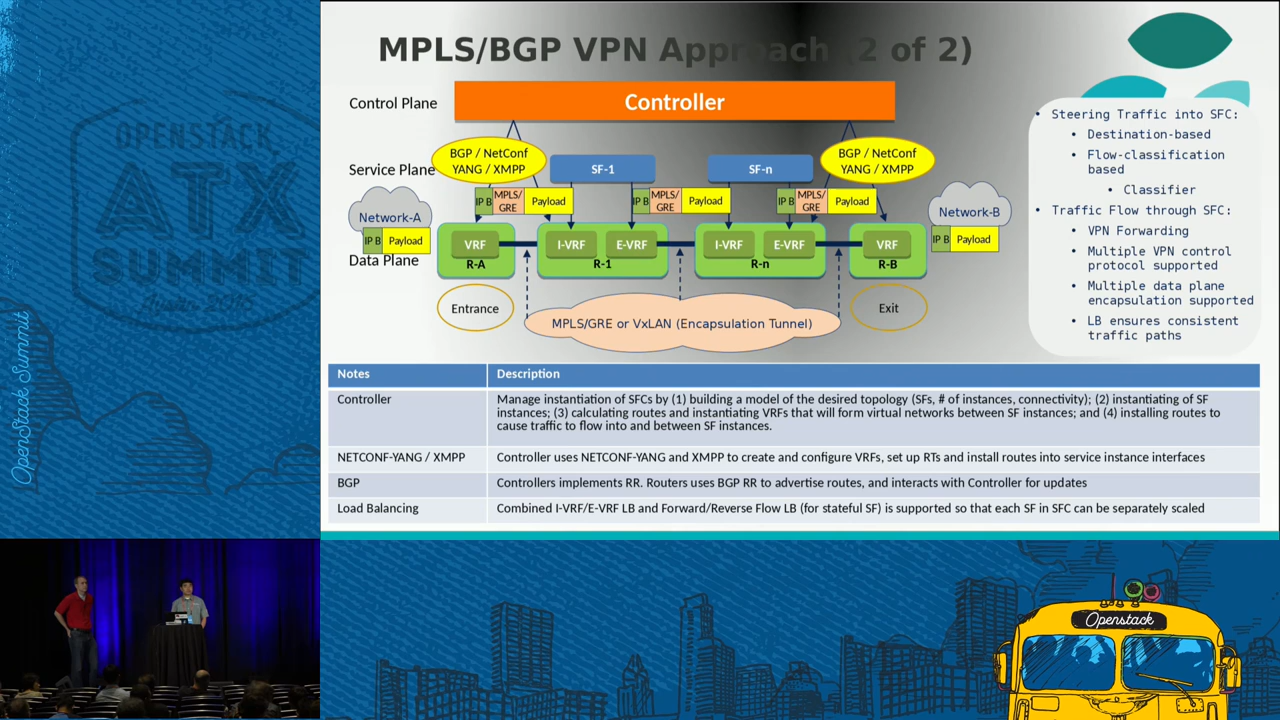 MPLS/BGP VPN Approach (2 of 2)
Control Plane
Controller
BGP / NetConf
YANG / XMPP
SF-1
SF-n
BGP / NetConf
YANG / XMPP
Service Plane
IP B
MPLS/
GRE
Payload
IP B
MPLS/
GRE
Payload
IP B
MPLS/
GRE
Payload
Network-A
IP B
Payload
Network-B
IP B
Payload
Data Plane
VRF
R-A
I-VRF
E-VRF
R-1
I-VRF
E-VRF
R-n
VRF
R-B
Entrance
MPLS/GRE or VxLAN (Encapsulation Tunnel)
Exit
• Steering Traffic into SFC:
• Destination-based
• Flow-classification
based
• Classifier
• Traffic Flow through SFC:
• VPN Forwarding
• Multiple VPN control
protocol supported
• Multiple data plane
encapsulation supported
• LB ensures consistent
traffic paths
Notes
Description
Controller
Manage instantiation of SFCs by (1) building a model of the desired topology (SFs, # of instances, connectivity); (2) instantiating of SF
instances; (3) calculating routes and instantiating VRFs that will form virtual networks between SF instances; and (4) installing routes to
cause traffic to flow into and between SF instances.
NETCONF-YANG / XMPP
Controller uses NETCONF-YANG and XMPP to create and configure VRFs, set up RTs and install routes into service instance interfaces
BGP
Controllers implements RR. Routers uses BGP RR to advertise routes, and interacts with Controller for updates
Load Balancing
Combined I-VRF/E-VRF LB and Forward/Reverse Flow LB (for stateful SF) is supported so that each SF in SFC can be separately scaled
OPENSTACK
ATX
SUMMIT
OpenStack Summit
Openstack